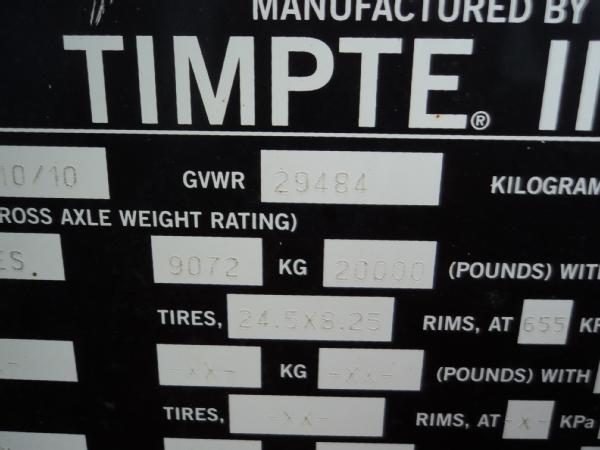 MANUFACTURED BY
TIMPTE® I
10/10 GVWR 29484 KILOGRAM
ROSS AXLE WEIGHT RATING)
ES. 9072 KG 20000 (POUNDS) WITH
TIRES, 24.5X8.25 RIMS, AT 655 KP
-XX- KG -XX- (POUNDS) WITH
TIRES, -XX- RIMS, AT -X- KPa